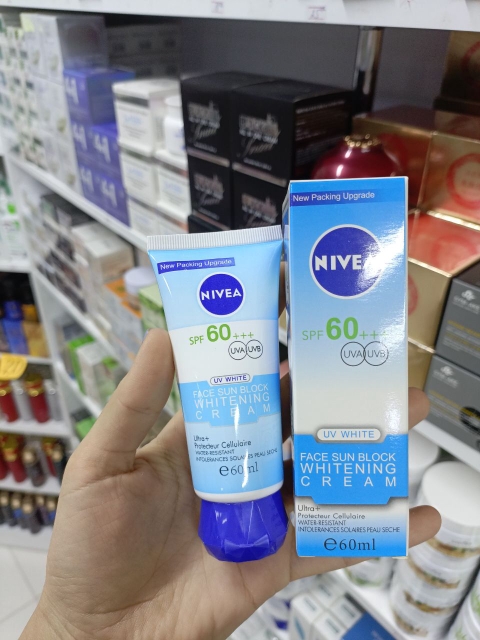 New Packing Upgrade
NIVEA
SPF 60+++
UVA UVB
UV WHITE
FACE SUN BLOCK
WHITENING
CREAM
Ultra+
Protecteur Cellulaire
WATER-RESISTANT
INTOLERANCES SOLAIRES PEAU SECHE
e60ml
New Packing Upgrade
NIVEA
SPF 60+++
UVA UVB
UV WHITE
FACE SUN BLOCK
WHITENING
CREAM
Ultra+
Protecteur Cellulaire
WATER-RESISTANT
INTOLERANCES SOLAIRES PEAU SECHE
e60ml